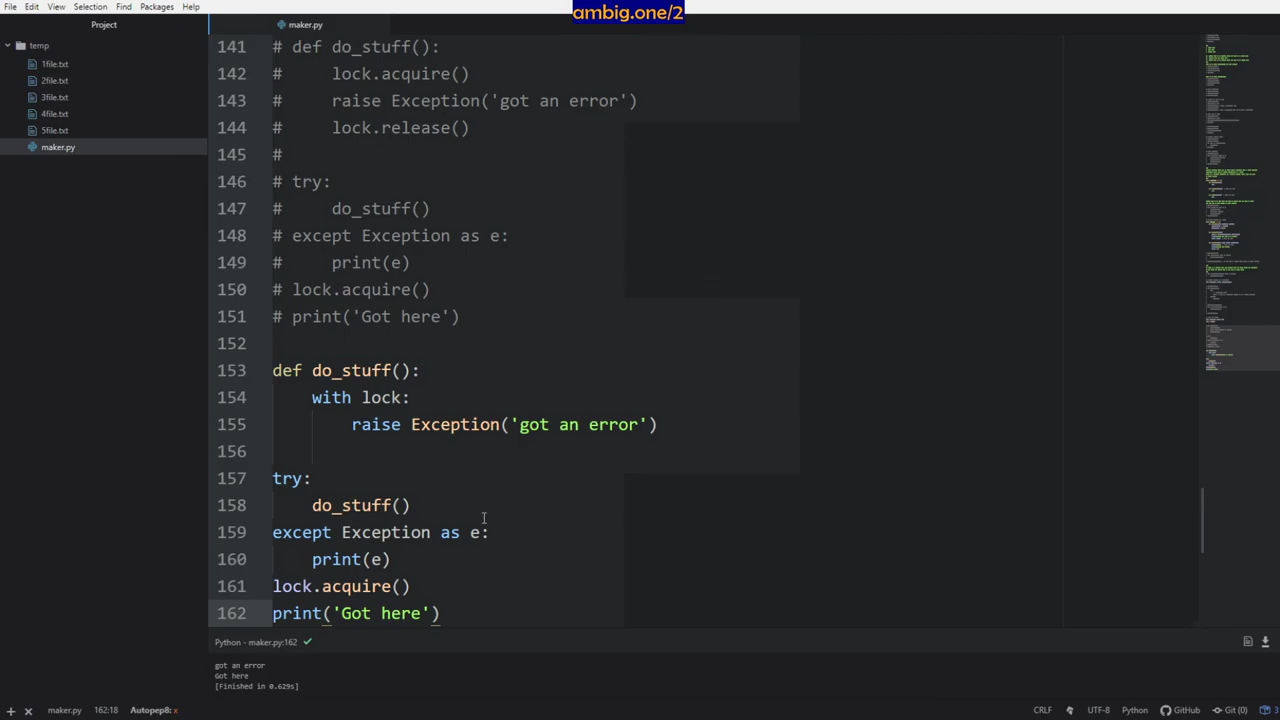 File Edit View Selection Find Packages Help
ambig.one/2
Project
maker.py
temp
1file.txt
2file.txt
3file.txt
4file.txt
5file.txt
maker.py
141 # def do_stuff():
142 #     lock.acquire()
143 #     raise Exception('got an error')
144 #     lock.release()
145 #
146 # try:
147 #     do_stuff()
148 # except Exception as e:
149 #     print(e)
150 # lock.acquire()
151 # print('Got here')
152
153 def do_stuff():
154     with lock:
155         raise Exception('got an error')
156
157 try:
158     do_stuff()
159 except Exception as e:
160     print(e)
161 lock.acquire()
162 print('Got here')
Python - maker.py:162
got an error
Got here
[Finished in 0.629s]
maker.py 162:18 Autopep8: x CRLF UTF-8 Python GitHub Git (0) 3